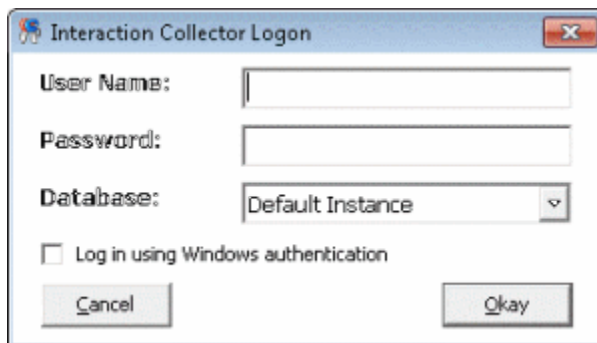 Interaction Collector Logon
User Name:
Password:
Database: Default Instance
Log in using Windows authentication
Cancel Okay